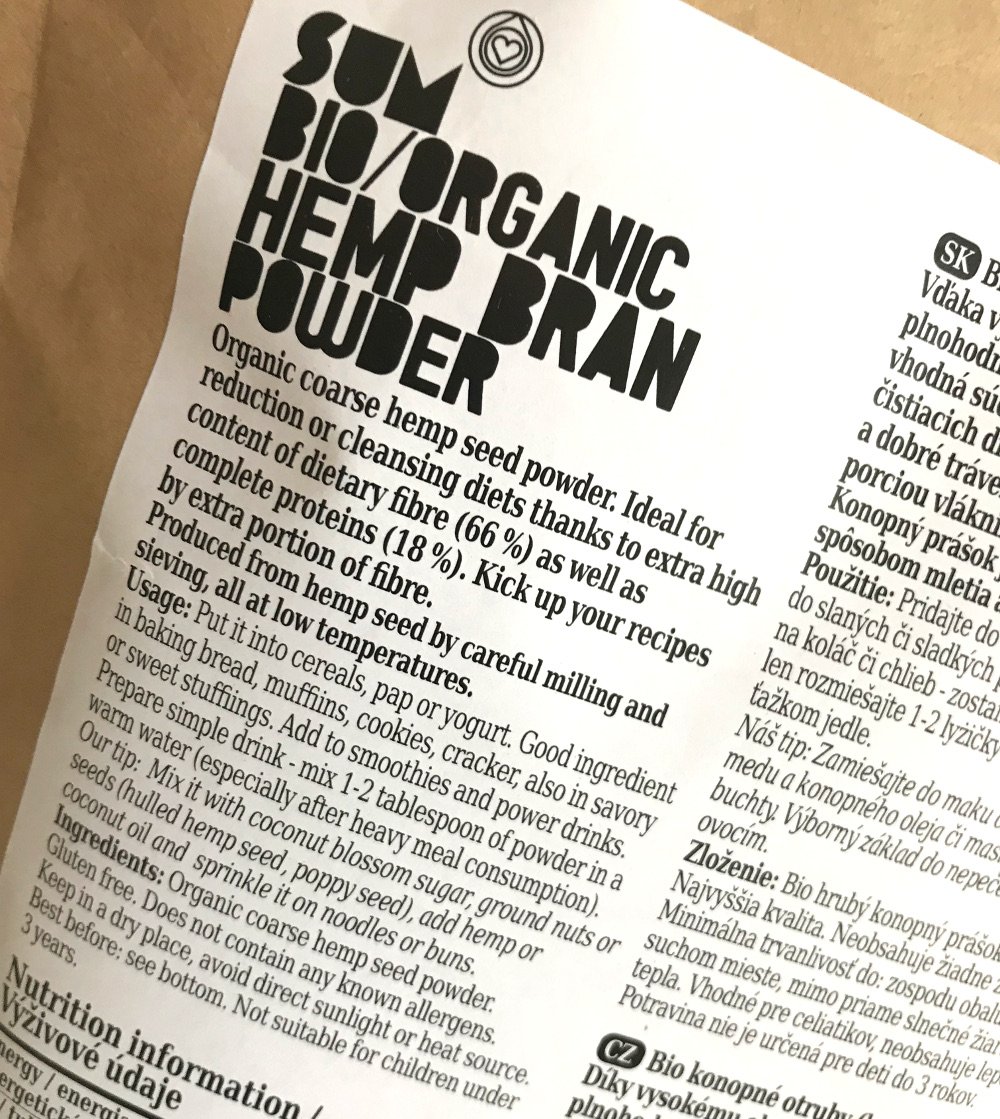 SUM
BIO/ORGANIC
HEMP BRAN
POWDER
Organic coarse hemp seed powder. Ideal for
reduction or cleansing diets thanks to extra high
content of dietary fibre (66 %) as well as
complete proteins (18 %). Kick up your recipes
by extra portion of fibre.
Produced from hemp seed by careful milling and
sieving, all at low temperatures.
Usage: Put it into cereals, pap or yogurt. Good ingredient
in baking bread, muffins, cookies, cracker, also in savory
or sweet stuffiings. Add to smoothies and power drinks.
Prepare simple drink - mix 1-2 tablespoon of powder in a
warm water (especially after heavy meal consumption).
Our tip: Mix it with coconut blossom sugar, ground nuts or
seeds (hulled hemp seed, poppy seed), add hemp or
coconut oil and sprinkle it on noodles or buns.
Ingredients: Organic coarse hemp seed powder.
Gluten free. Does not contain any known allergens.
Keep in a dry place, avoid direct sunlight or heat source.
Best before: see bottom. Not suitable for children under
3 years.
Nutrition information /
Výživové údaje
energy / energie
SK
Vďaka
vhodná
čistiacich
a dobré
porciou
Konopný prášok
spôsobom mletia
Použitie: Pridajte do
do slaných či sladkých
na koláč či chlieb -
len rozmiešajte 1-2 lyžičky
ťažkom jedle.
Náš tip: Zamiešajte do maku
medu a konopného oleja či
buchty. Výborný základ do
ovocím.
Zloženie: Bio hrubý konopný prášok
Najvyššia kvalita. Neobsahuje žiadne
Minimálna trvanlivosť do: zospodu obalu
suchom mieste, mimo priame slnečné
tepla. Vhodné pre celiatikov, neobsahuje
Potravina nie je určená pre deti do 3 rokov.
CZ Bio konopné otruby
Díky vysokému